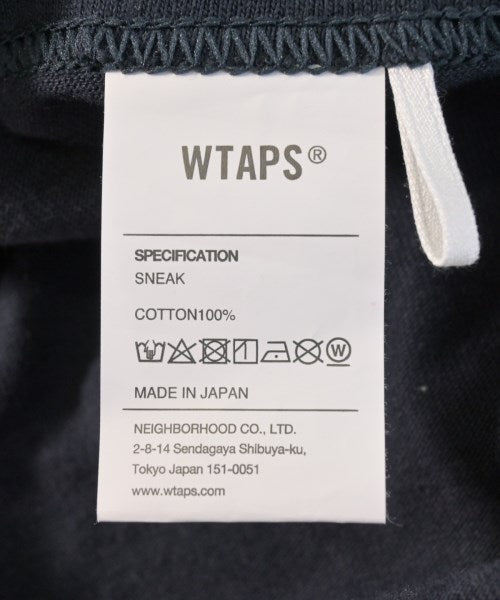 WTAPS®
SPECIFICATION
SNEAK
COTTON100%
W
MADE IN JAPAN
NEIGHBORHOOD CO., LTD.
2-8-14 Sendagaya Shibuya-ku,
Tokyo Japan 151-0051
www.wtaps.com